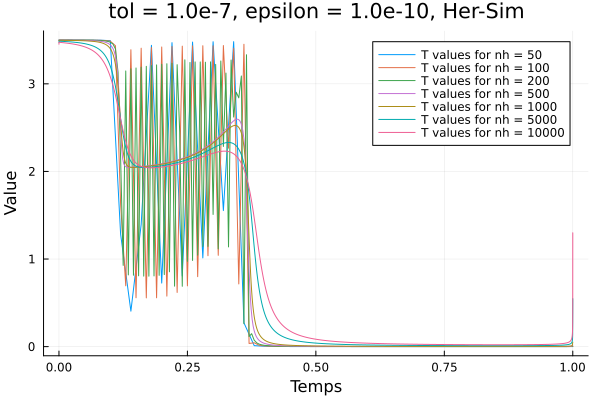 tol = 1.0e-7, epsilon = 1.0e-10, Her-Sim
T values for nh = 50
T values for nh = 100
T values for nh = 200
T values for nh = 500
T values for nh = 1000
T values for nh = 5000
T values for nh = 10000
3
2
1
0
Value
0.00
0.25
0.50
0.75
1.00
Temps